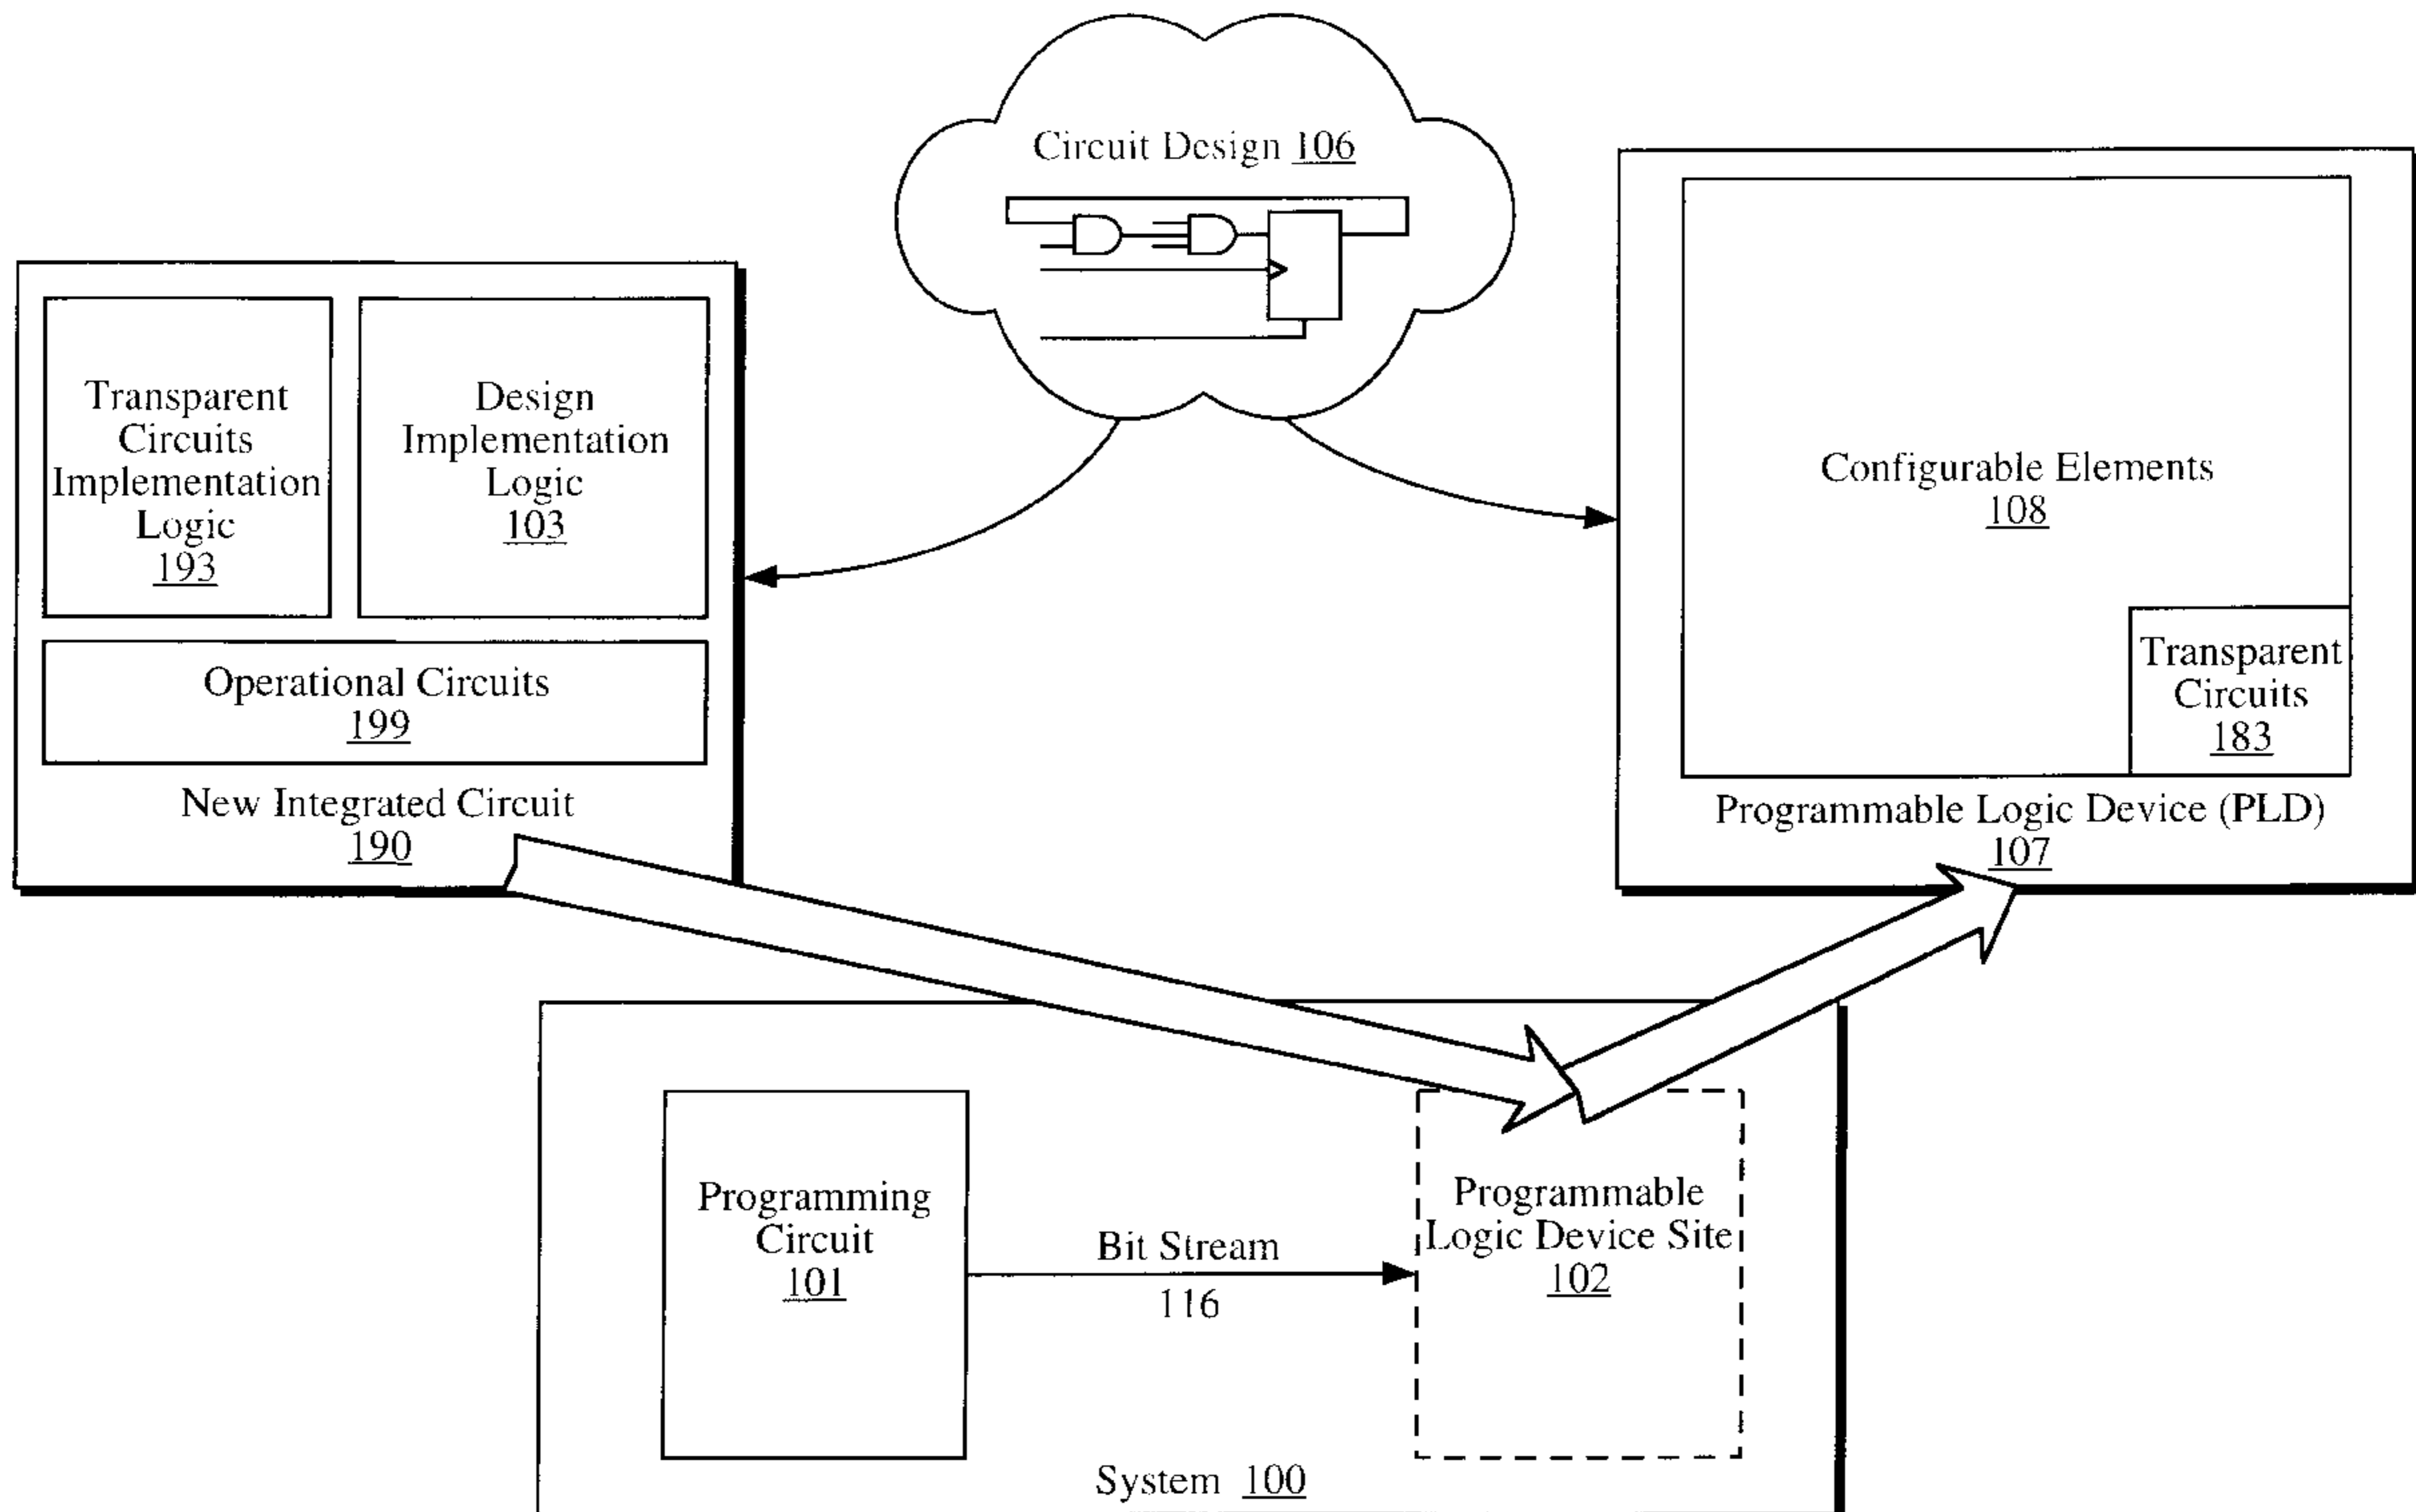 Circuit Design 106
Transparent
Circuits
Implementation
Logic
193
Design
Implementation
Logic
103
Operational Circuits
199
New Integrated Circuit
190
Configurable Elements
108
Transparent
Circuits
183
Programmable Logic Device (PLD)
107
Programming
Circuit
101
Bit Stream
116
Programmable
Logic Device Site
102
System 100